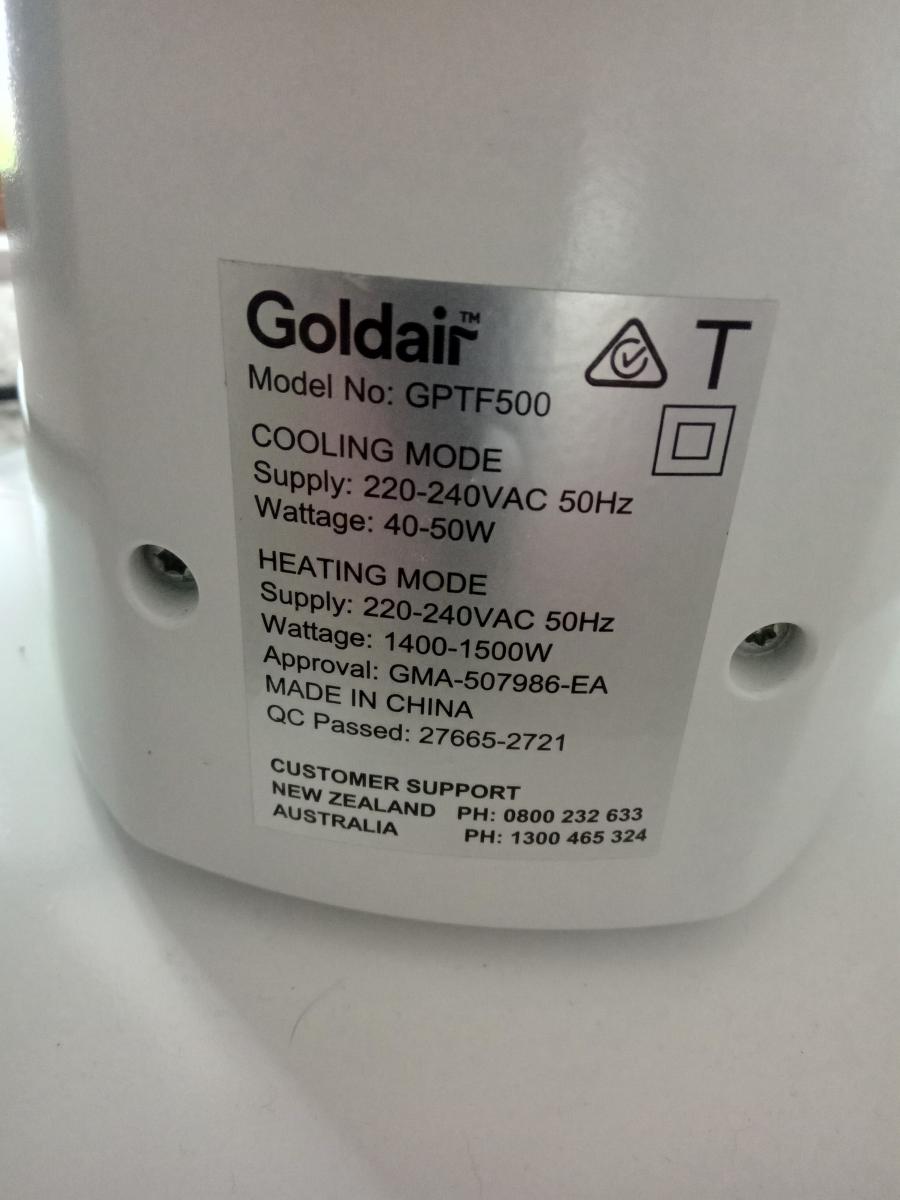 Goldair™
T
Model No: GPTF500
COOLING MODE
Supply: 220-240VAC 50Hz
Wattage: 40-50W
HEATING MODE
Supply: 220-240VAC 50Hz
Wattage: 1400-1500W
Approval: GMA-507986-EA
MADE IN CHINA
QC Passed: 27665-2721
CUSTOMER SUPPORT
NEW ZEALAND PH: 0800 232 633
AUSTRALIA PH: 1300 465 324